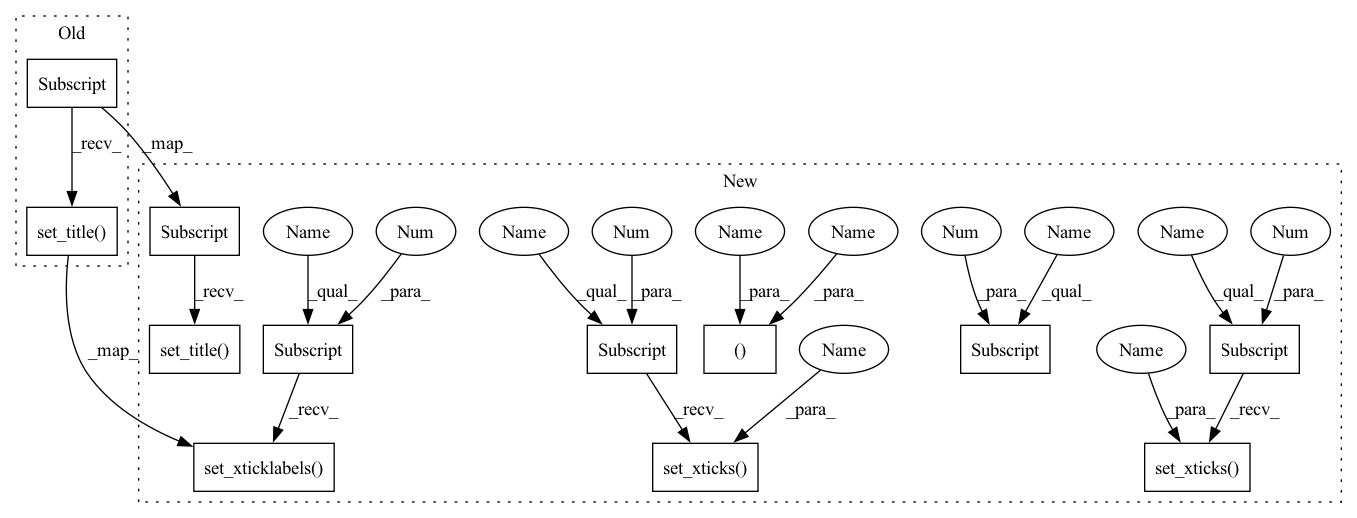 Old
Subscript
_recv_
_map_
New
set_title()
Subscript
Name
Num
Name
Num
Name
Name
Num
Name
Name
Num
_recv_
_qual_
_para_
_qual_
_para_
_para_
_para_
_para_
_qual_
_qual_
_para_
_map_
set_title()
Subscript
Subscript
()
Name
Subscript
Name
Subscript
_recv_
_recv_
_para_
_para_
_recv_
set_xticklabels()
set_xticks()
set_xticks()